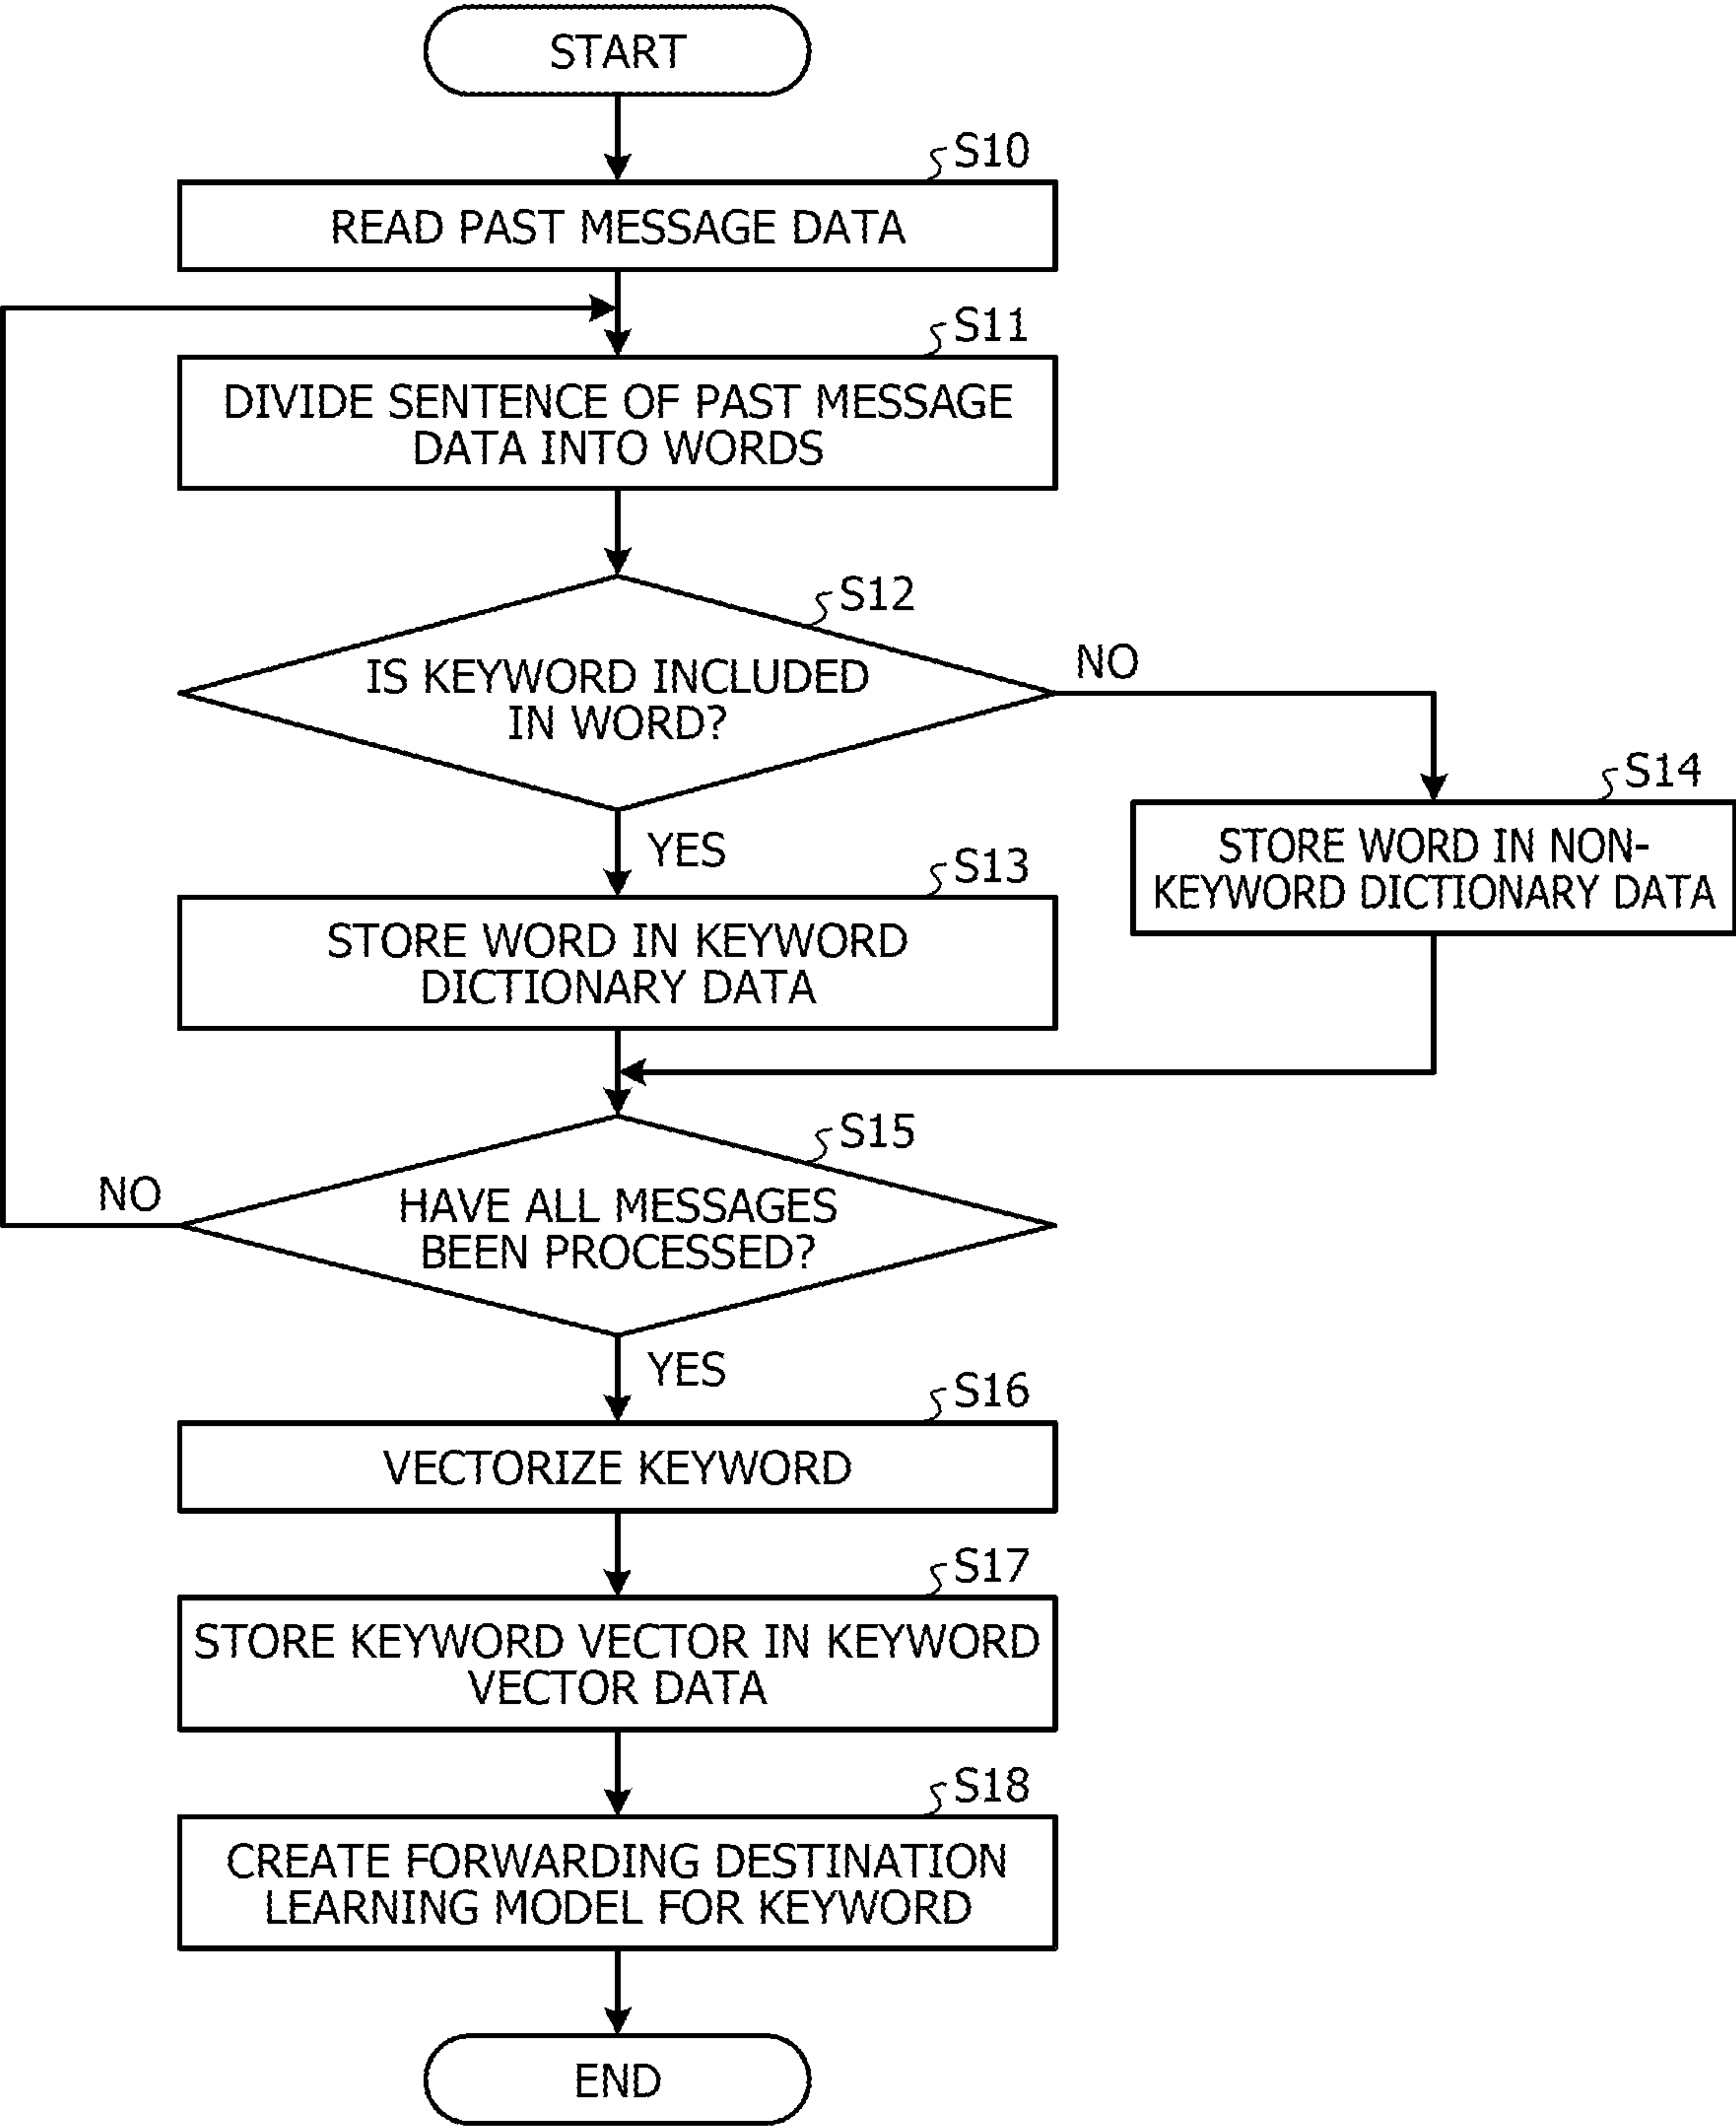 START
S10
READ PAST MESSAGE DATA
S11
DIVIDE SENTENCE OF PAST MESSAGE
DATA INTO WORDS
S12
IS KEYWORD INCLUDED
IN WORD?
NO
YES
S13
STORE WORD IN KEYWORD
DICTIONARY DATA
S14
STORE WORD IN NON-
KEYWORD DICTIONARY DATA
S15
HAVE ALL MESSAGES
BEEN PROCESSED?
NO
YES
S16
VECTORIZE KEYWORD
S17
STORE KEYWORD VECTOR IN KEYWORD
VECTOR DATA
S18
CREATE FORWARDING DESTINATION
LEARNING MODEL FOR KEYWORD
END